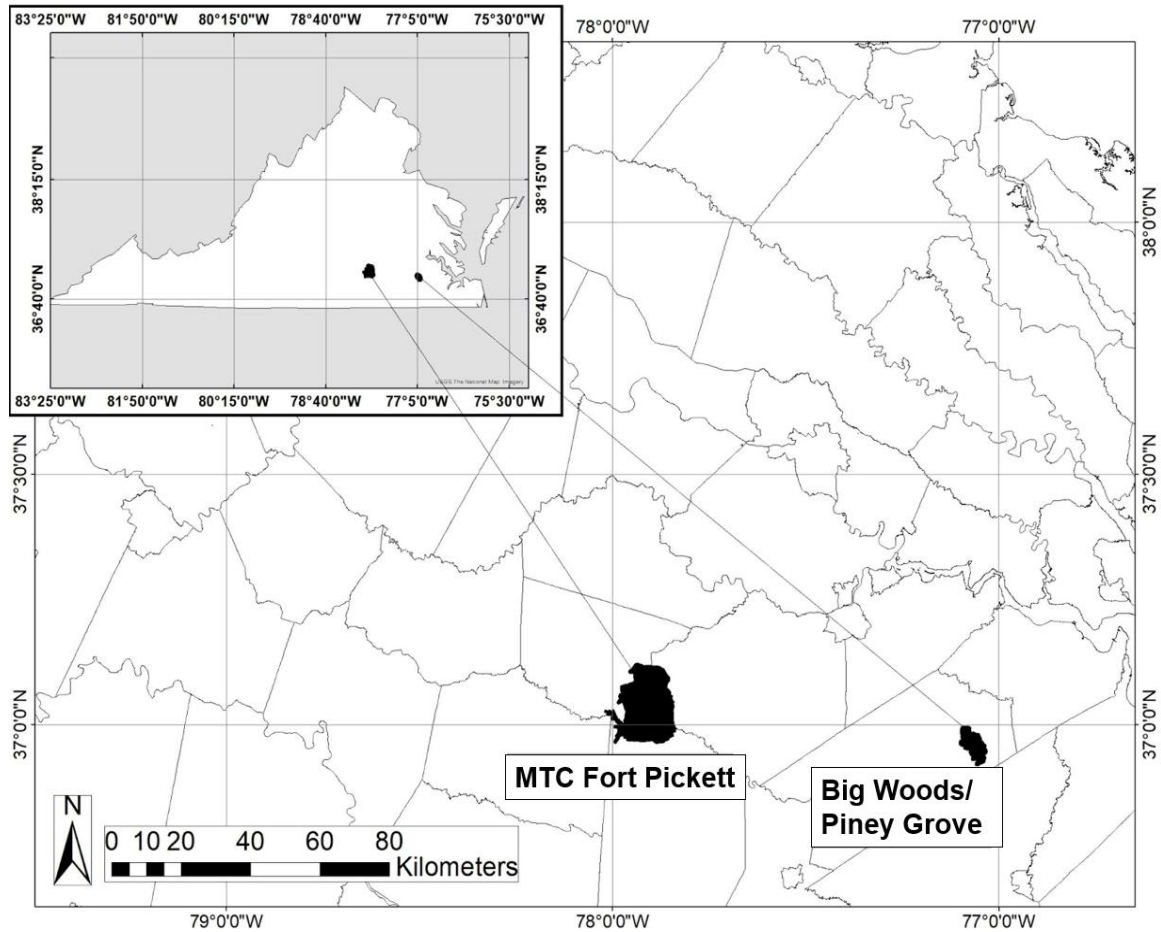 83°25'0"W 81°50'0"W 80°15'0"W 78°40'0"W 77°5'0"W 75°30'0"W
78°0'0"W 77°0'0"W
38°15'0"N 38°15'0"N
38°0'0"N
36°40'0"N 36°40'0"N
USGS The National Map: Imagery
83°25'0"W 81°50'0"W 80°15'0"W 78°40'0"W 77°5'0"W 75°30'0"W
37°30'0"N 37°30'0"N
37°0'0"N 37°0'0"N
MTC Fort Pickett
Big Woods/
Piney Grove
N
0 10 20 40 60 80
Kilometers
79°0'0"W 78°0'0"W 77°0'0"W